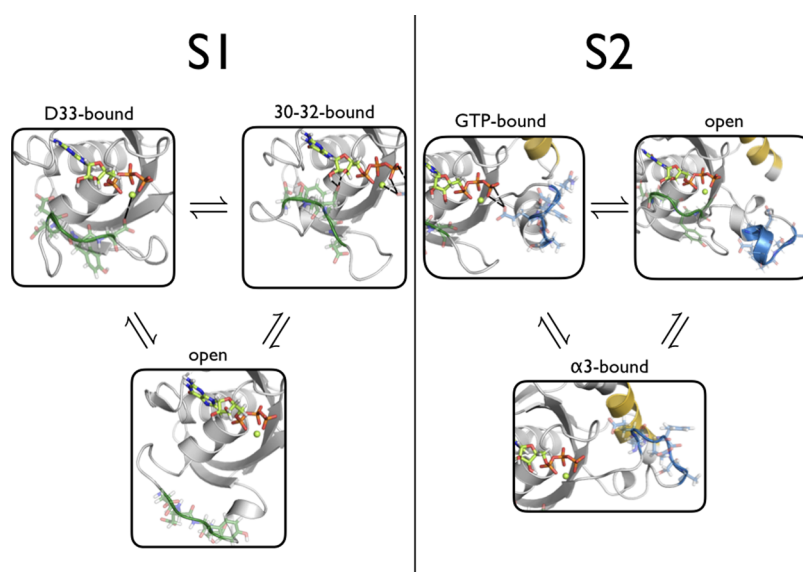 S1
S2
D33-bound
30-32-bound
GTP-bound
open
open
α3-bound